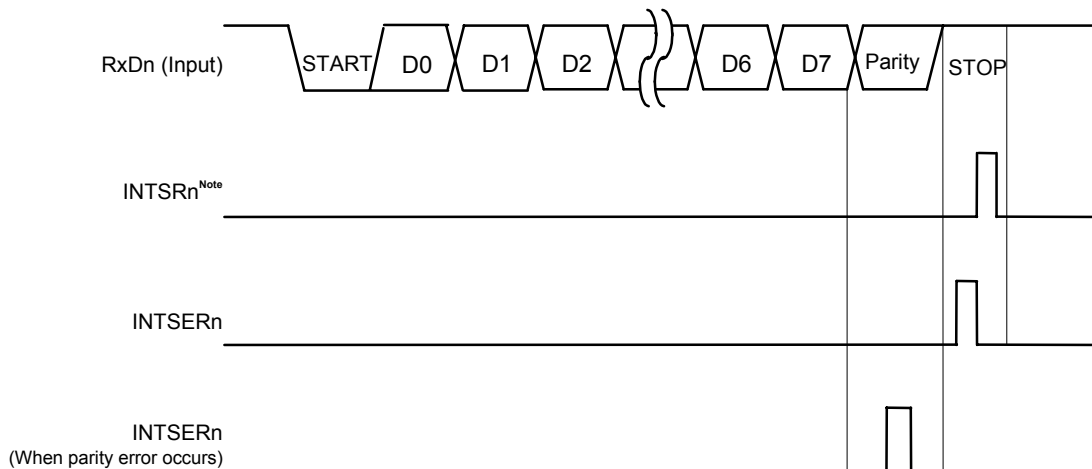 RxDn (Input) START D0 D1 D2 D6 D7 Parity STOP
INTSRnNote
INTSERn
INTSERn
(When parity error occurs)